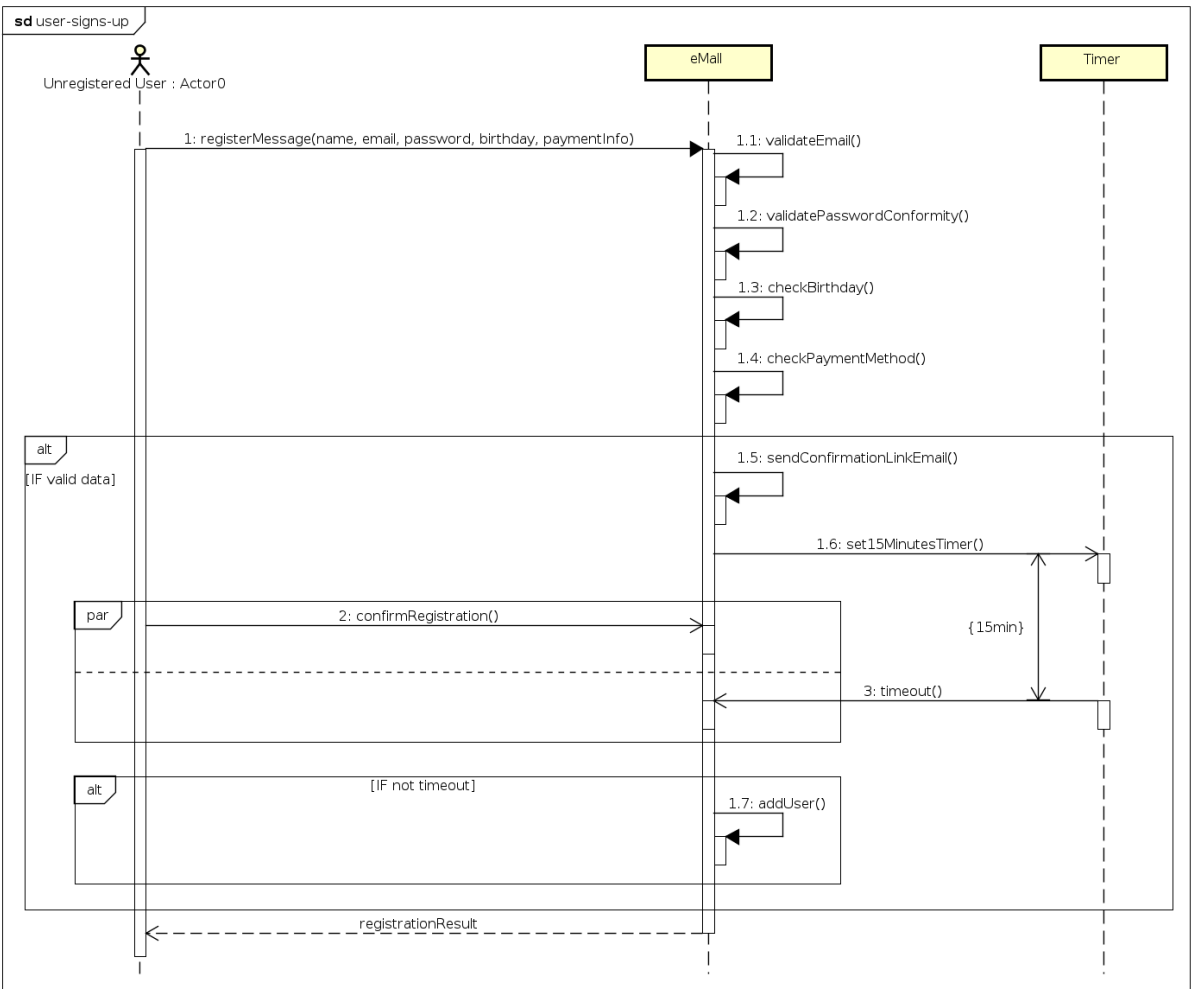 sd user-signs-up
Unregistered User : Actor0
eMall
Timer
1: registerMessage(name, email, password, birthday, paymentInfo)
1.1: validateEmail()
1.2: validatePasswordConformity()
1.3: checkBirthday()
1.4: checkPaymentMethod()
alt
[IF valid data]
1.5: sendConfirmationLinkEmail()
1.6: set15MinutesTimer()
par
2: confirmRegistration()
{15min}
3: timeout()
alt
[IF not timeout]
1.7: addUser()
registrationResult